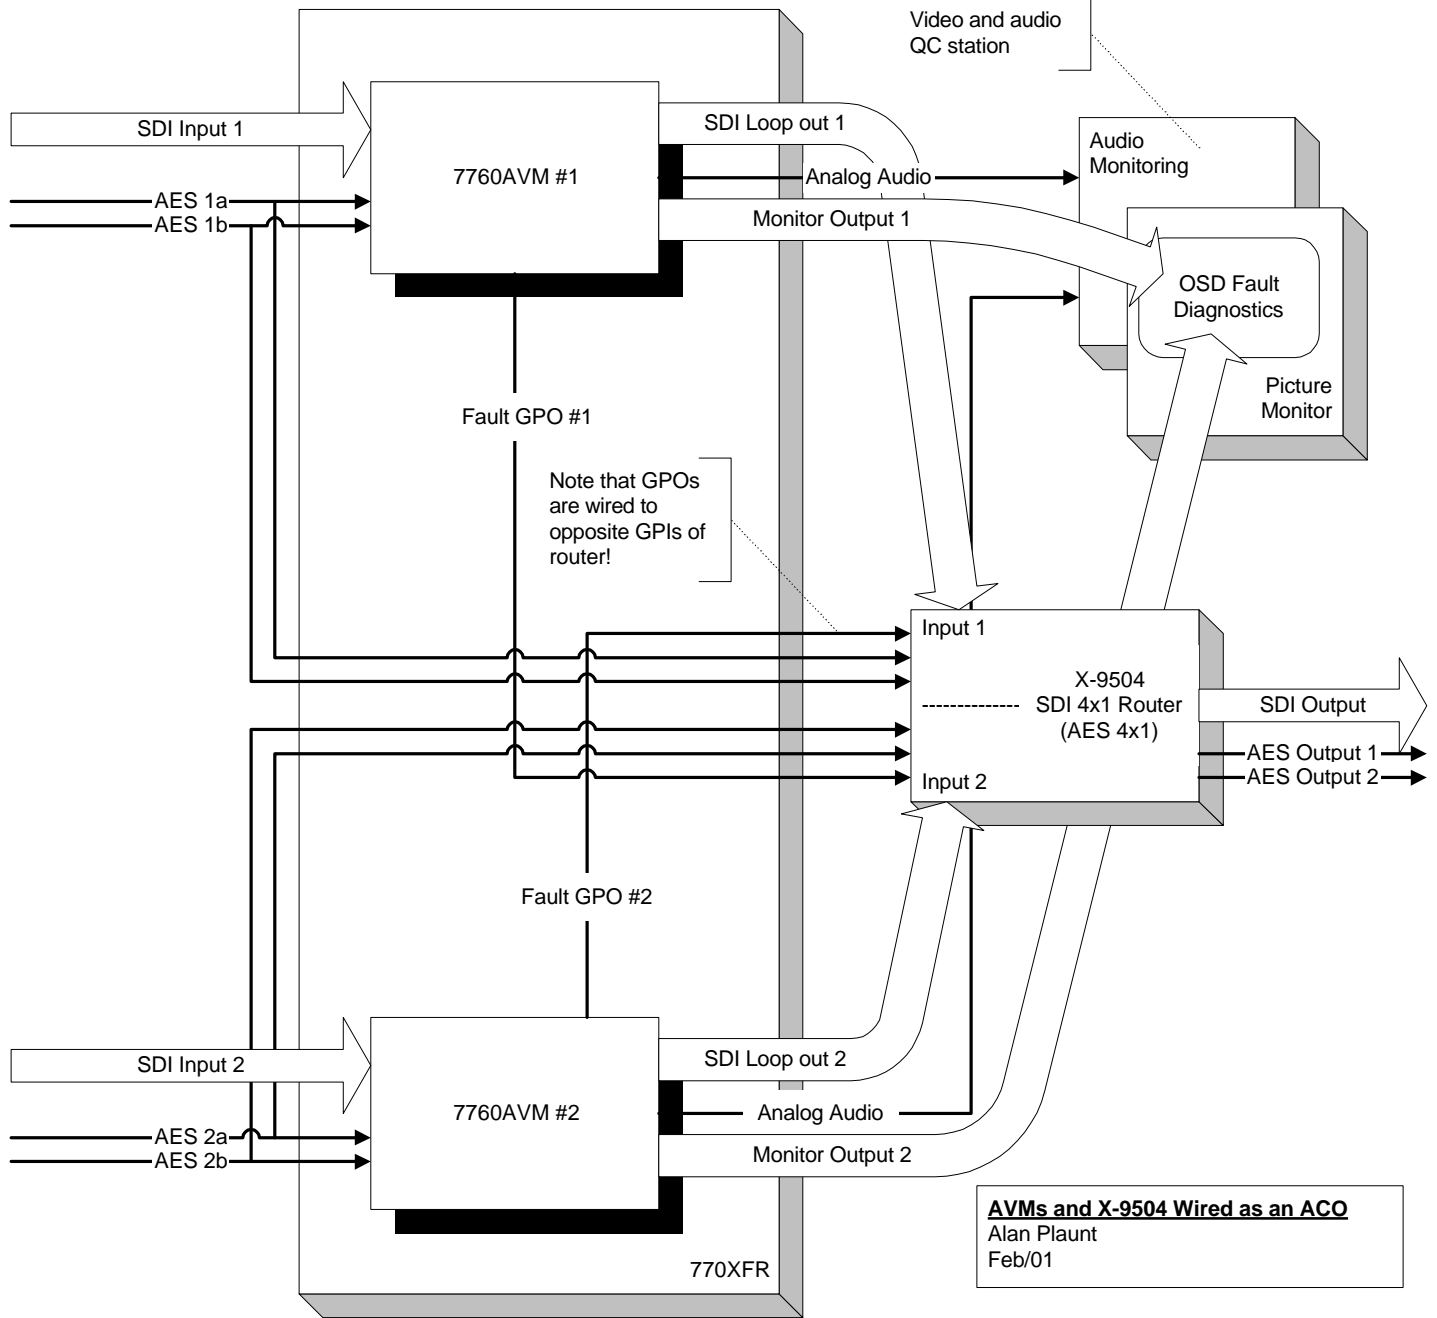 Video and audio
QC station
SDI Input 1
SDI Loop out 1
Audio
Monitoring
7760AVM #1
Analog Audio
AES 1a
AES 1b
Monitor Output 1
OSD Fault
Diagnostics
Picture
Monitor
Fault GPO #1
Note that GPOs
are wired to
opposite GPIs of
router!
Input 1
X-9504
SDI 4x1 Router
(AES 4x1)
SDI Output
AES Output 1
AES Output 2
Input 2
Fault GPO #2
SDI Input 2
SDI Loop out 2
7760AVM #2
Analog Audio
AES 2a
AES 2b
Monitor Output 2
770XFR
AVMs and X-9504 Wired as an ACO
Alan Plaunt
Feb/01